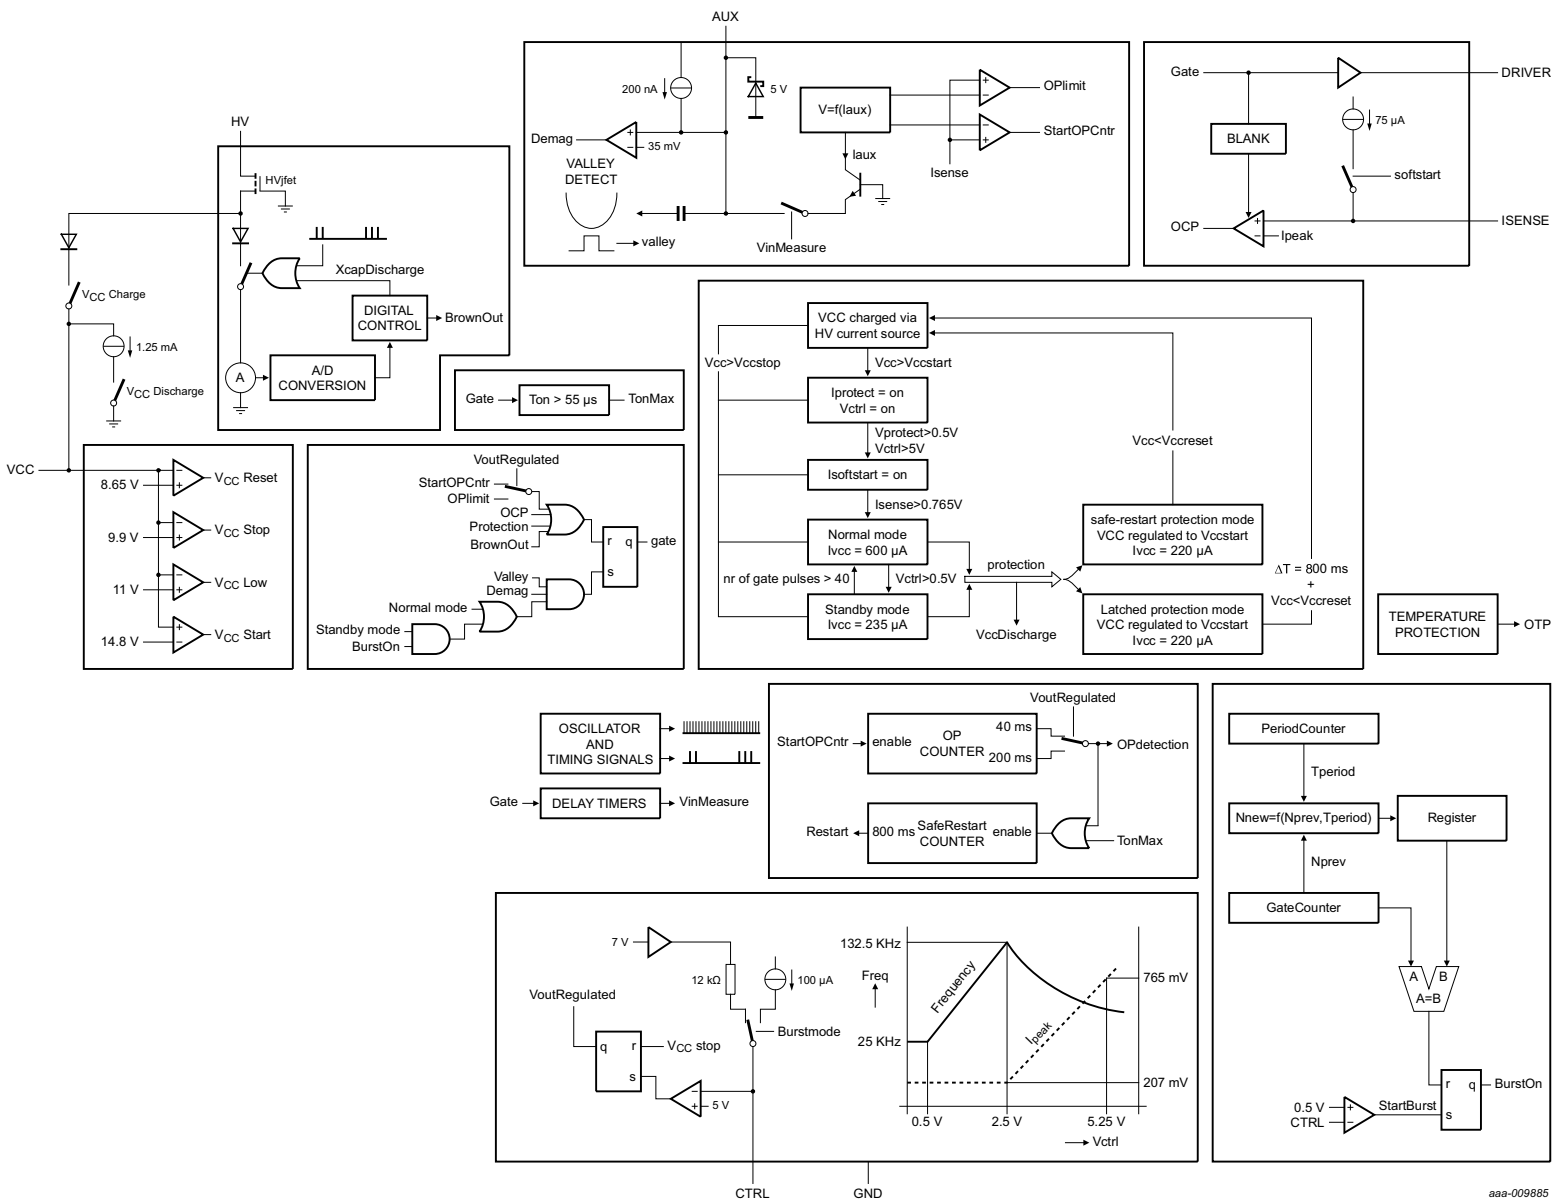 AUX
200 nA
5 V
Demag
+
−
35 mV
VALLEY
DETECT
valley
V=f(Iaux)
Iaux
VinMeasure
+
−
OPlimit
−
+
StartOPCntr
Isense
Gate
DRIVER
BLANK
75 µA
softstart
OCP
+
−
Ipeak
ISENSE
HV
HVjfet
XcapDischarge
DIGITAL
CONTROL
BrownOut
A
A/D
CONVERSION
VCC Charge
1.25 mA
VCC Discharge
VCC
8.65 V
−
+
VCC Reset
9.9 V
−
+
VCC Stop
11 V
−
+
VCC Low
14.8 V
+
−
VCC Start
Gate
Ton > 55 µs
TonMax
VoutRegulated
StartOPCntr
OPlimit
OCP
Protection
BrownOut
r q
s
gate
Valley
Demag
Normal mode
Standby mode
BurstOn
VCC charged via
HV current source
Vcc>Vccstop
Vcc>Vccstart
Iprotect = on
Vctrl = on
Vprotect>0.5V
Vctrl>5V
Isoftstart = on
Isense>0.765V
Normal mode
Ivcc = 600 µA
nr of gate pulses > 40
Vctrl>0.5V
Standby mode
Ivcc = 235 µA
protection
VccDischarge
Vcc<Vccreset
safe-restart protection mode
VCC regulated to Vccstart
Ivcc = 220 µA
Latched protection mode
VCC regulated to Vccstart
Ivcc = 220 µA
ΔT = 800 ms
+
Vcc<Vccreset
TEMPERATURE
PROTECTION
OTP
OSCILLATOR
AND
TIMING SIGNALS
Gate
DELAY TIMERS
VinMeasure
VoutRegulated
StartOPCntr
enable
OP
COUNTER
40 ms
200 ms
OPdetection
Restart
800 ms
SafeRestart
COUNTER
enable
TonMax
PeriodCounter
Tperiod
Nnew=f(Nprev,Tperiod)
Register
Nprev
GateCounter
A B
A=B
r q
s
BurstOn
0.5 V
CTRL
+
−
StartBurst
7 V
12 kΩ
100 µA
VoutRegulated
Burstmode
q r
s
VCC stop
−
+
5 V
132.5 KHz
Freq
25 KHz
Frequency
Ipeak
765 mV
207 mV
0.5 V
2.5 V
5.25 V
Vctrl
CTRL
GND
aaa-009885